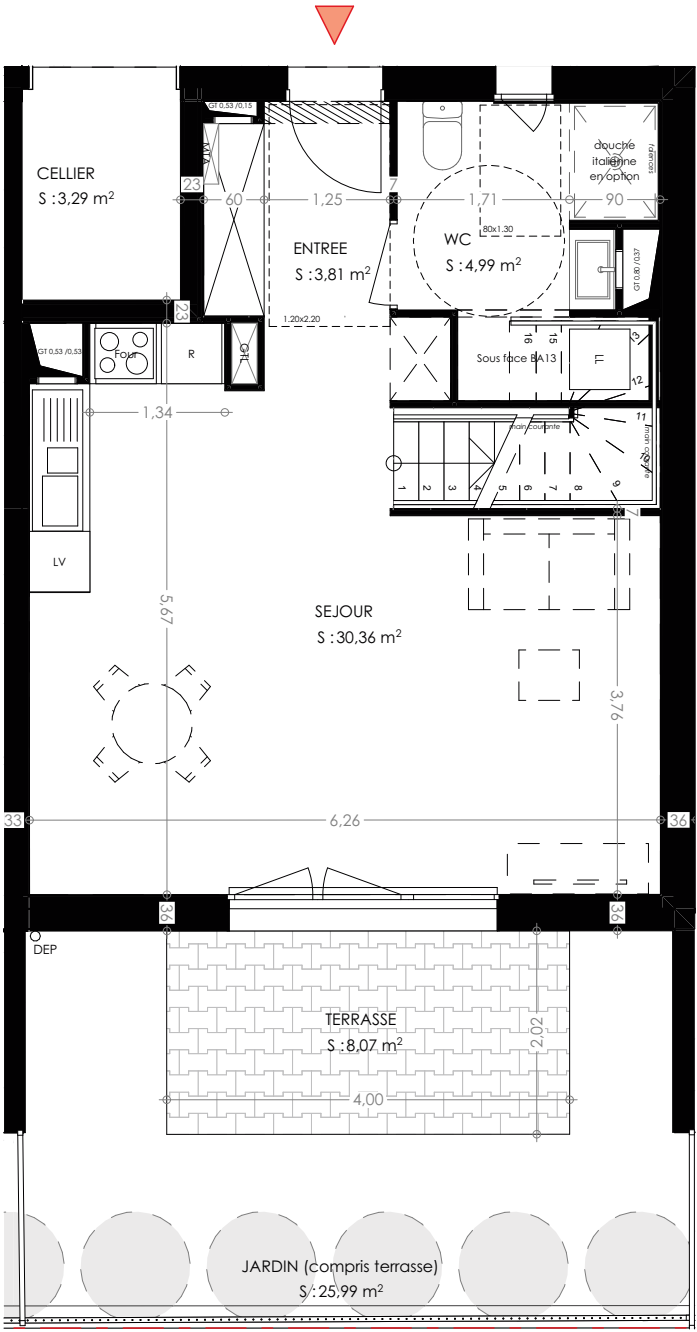 GT 0,53 /0,15
MTA
CELLIER
S : 3,29 m²
douche
italienne
en option
faiences
23
60
1,25
7
1,71
90
80x1.30
ENTREE
S : 3,81 m²
WC
S : 4,99 m²
GT 0.80 / 0.37
23
1.20x2.20
GT 0,53 /0,53
Four
R
GTL
16
15
Sous face BA13
LL
13
12
11
10
9
main courante
main courante
1,34
1
2
3
4
5
6
7
8
7
LV
5,67
SEJOUR
S : 30,36 m²
3,76
33
6,26
36
36
36
DEP
TERRASSE
S : 8,07 m²
2,02
4,00
JARDIN (compris terrasse)
S : 25,99 m²